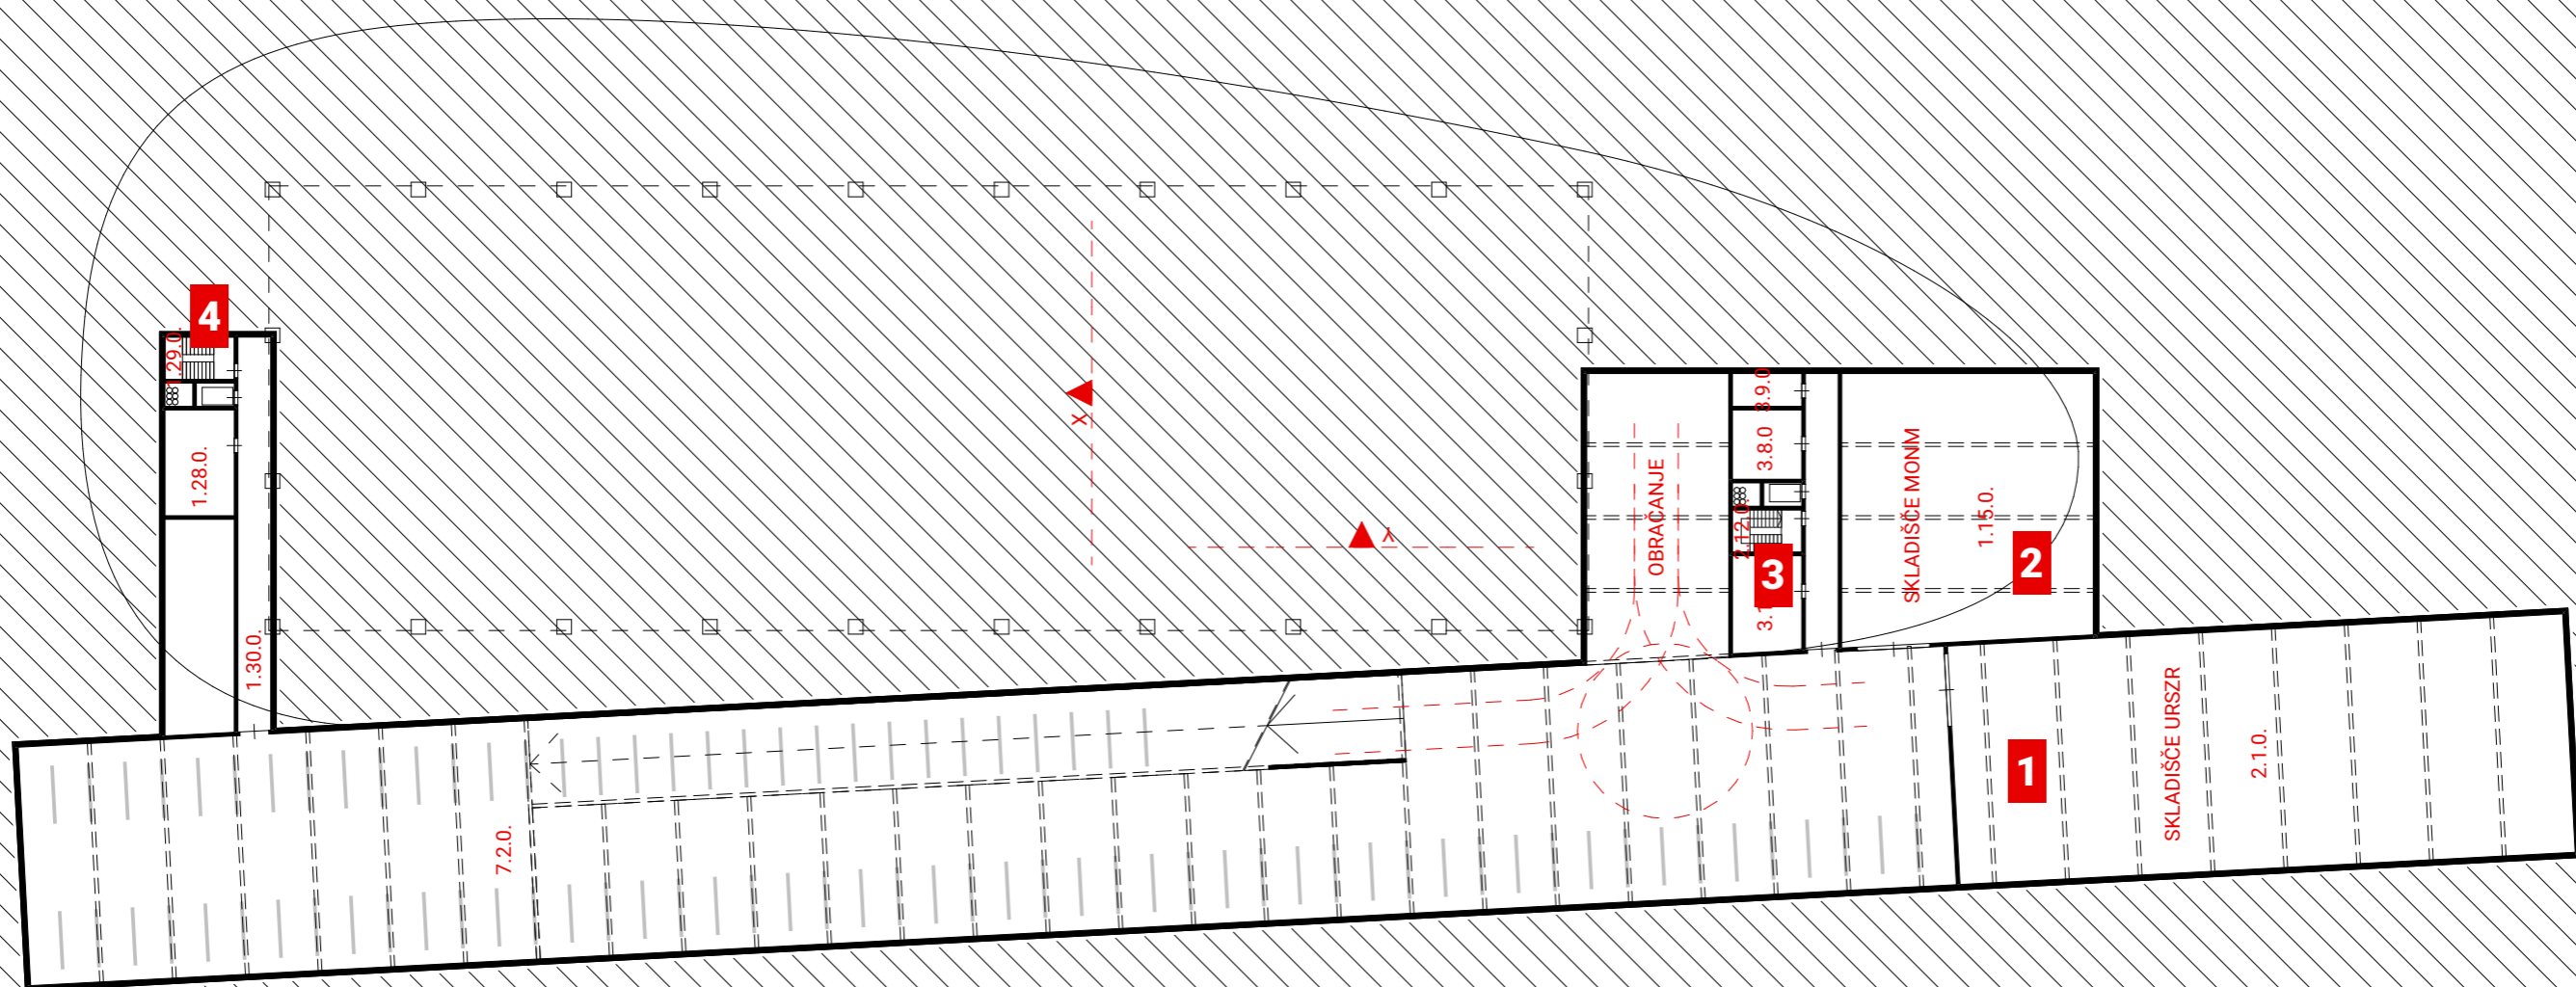 4
1.29.0.
1.28.0.
1.30.0.
X
Y
OBRAČANJE
3.9.0
3.8.0
2.12.0.
3
SKLADIŠČE MONM
1.15.0.
2
7.2.0.
1
SKLADIŠČE URSZR
2.1.0.